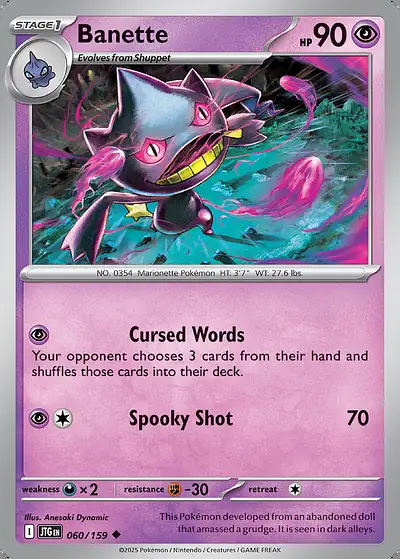 STAGE1
Banette
HP 90
Evolves from Shuppet
NO. 0354 Marionette Pokémon HT: 3'7" WT: 27.6 lbs.
Cursed Words
Your opponent chooses 3 cards from their hand and
shuffles those cards into their deck.
Spooky Shot 70
weakness ×2 resistance -30 retreat
Illus. Anesaki Dynamic
I JTG EN 060/159
This Pokémon developed from an abandoned doll
that amassed a grudge. It is seen in dark alleys.
©2025 Pokémon / Nintendo / Creatures / GAME FREAK